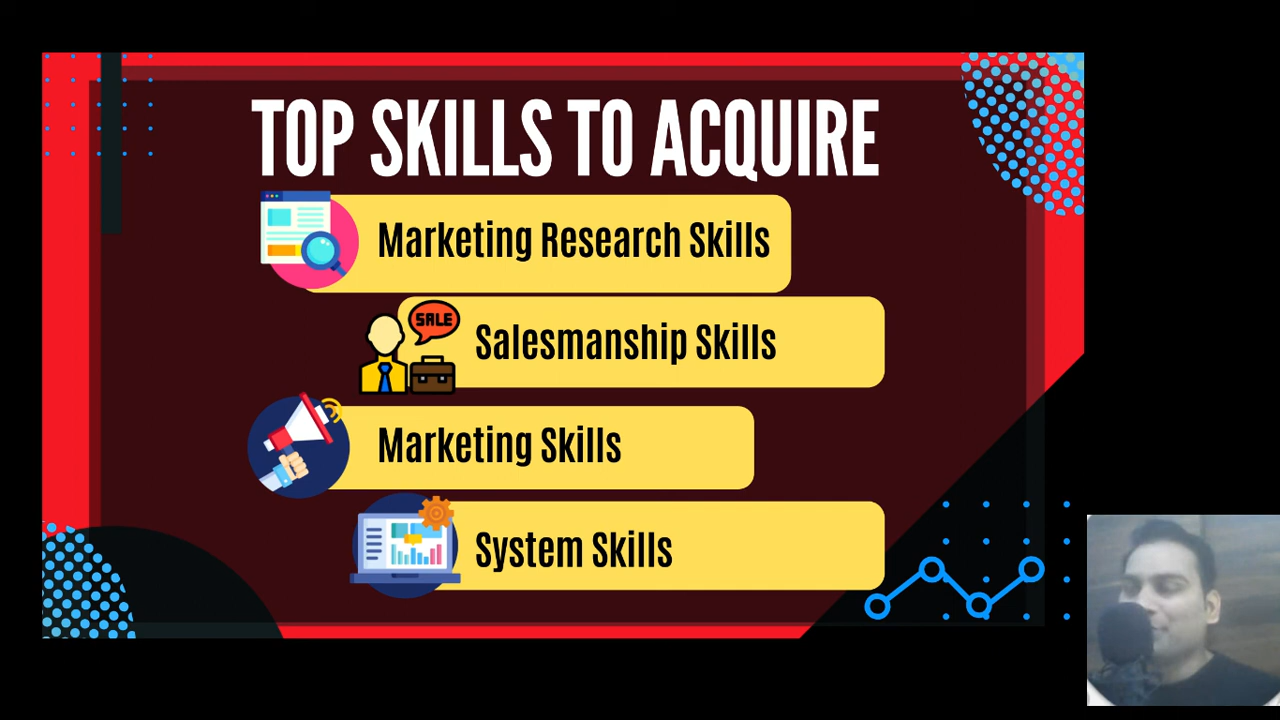 TOP SKILLS TO ACQUIRE
Marketing Research Skills
SALE
Salesmanship Skills
Marketing Skills
System Skills